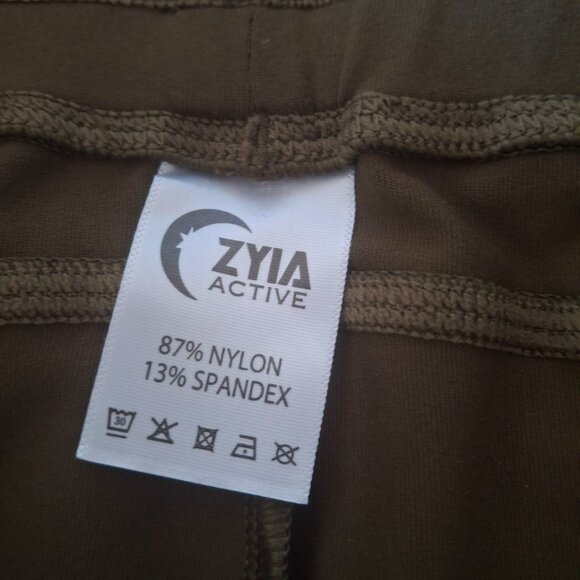 ZYIA
ACTIVE
87% NYLON
13% SPANDEX
30